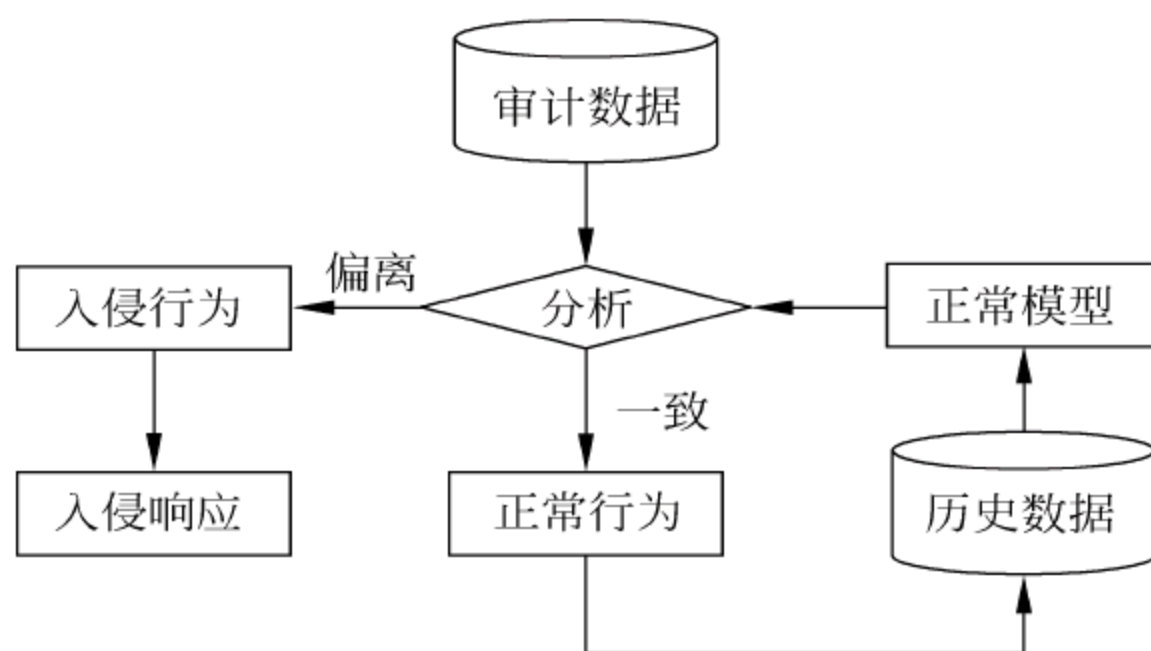 审计数据
偏离
入侵行为
分析
正常模型
一致
入侵响应
正常行为
历史数据